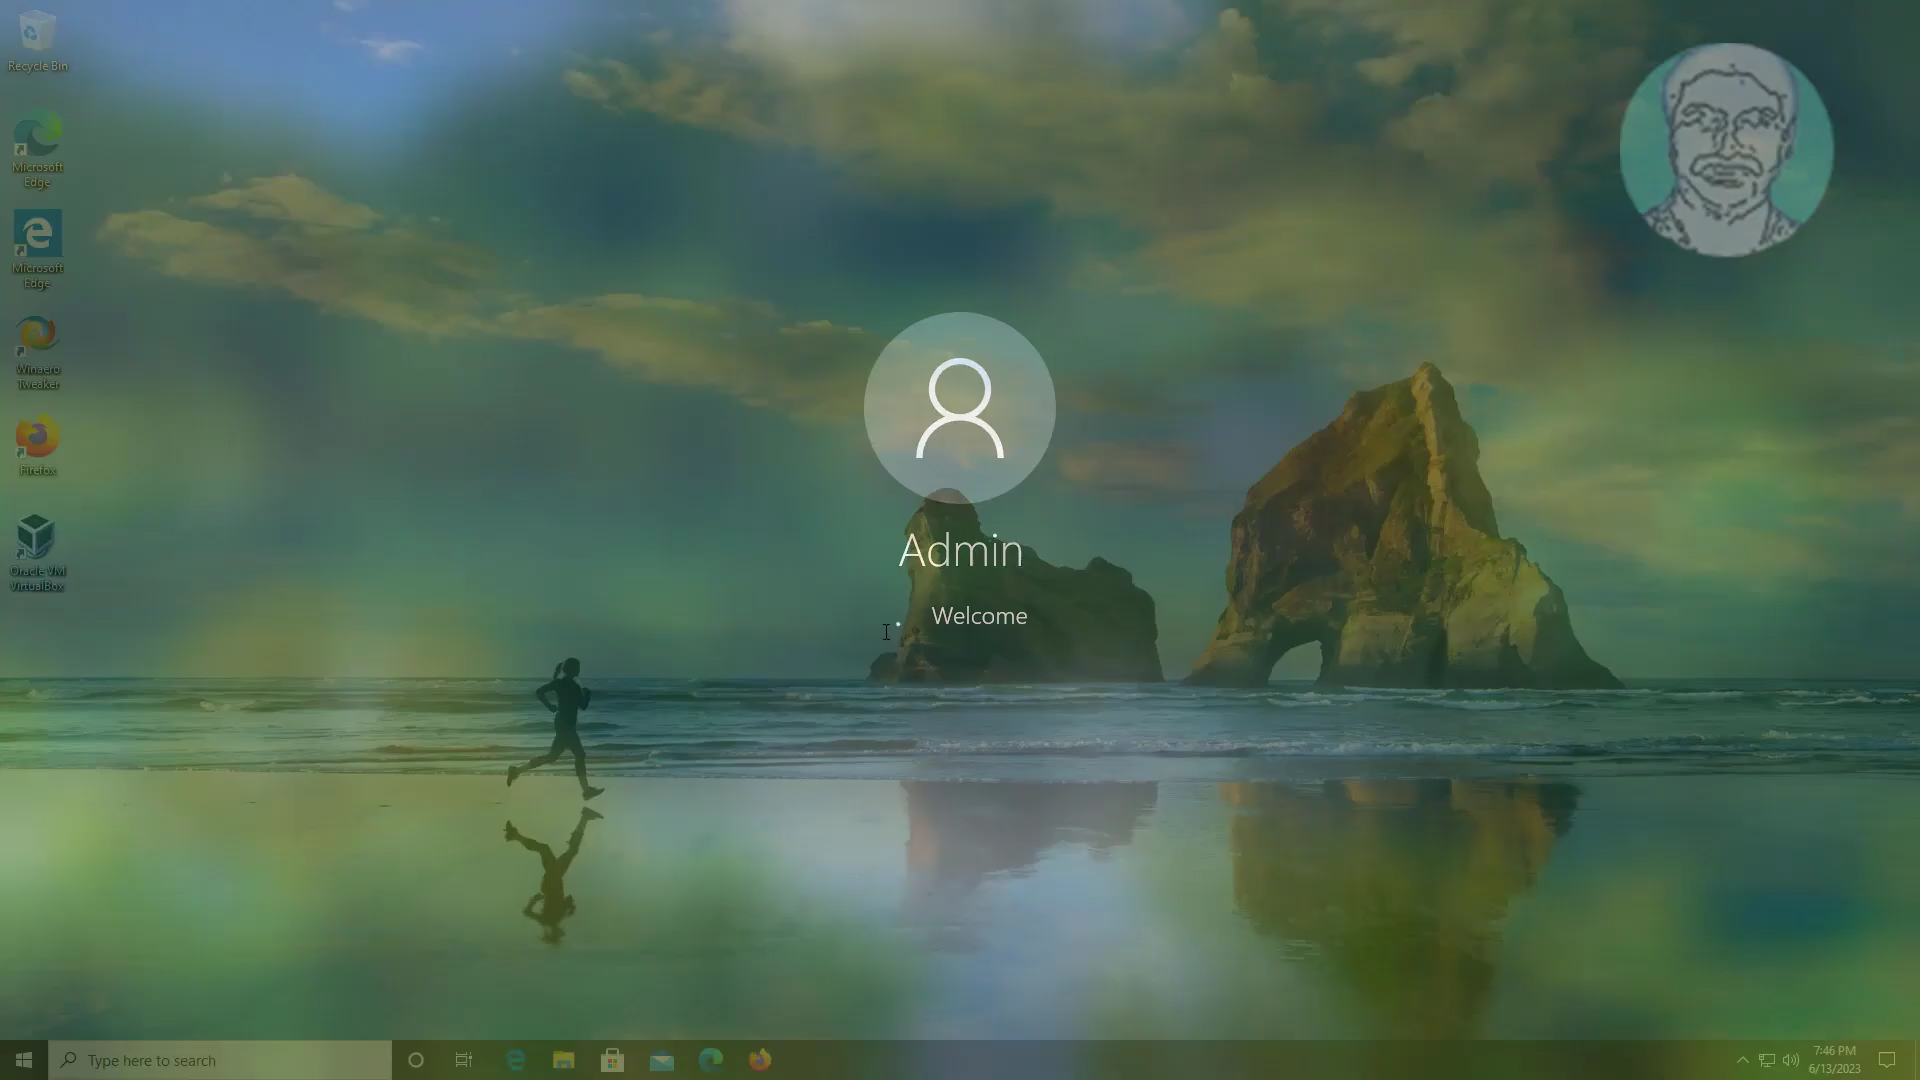 Recycle Bin
Microsoft
Edge
Microsoft
Edge
Winaero
Tweaker
Firefox
Oracle VM
VirtualBox
Admin
Welcome
Type here to search
7:46 PM
6/13/2023